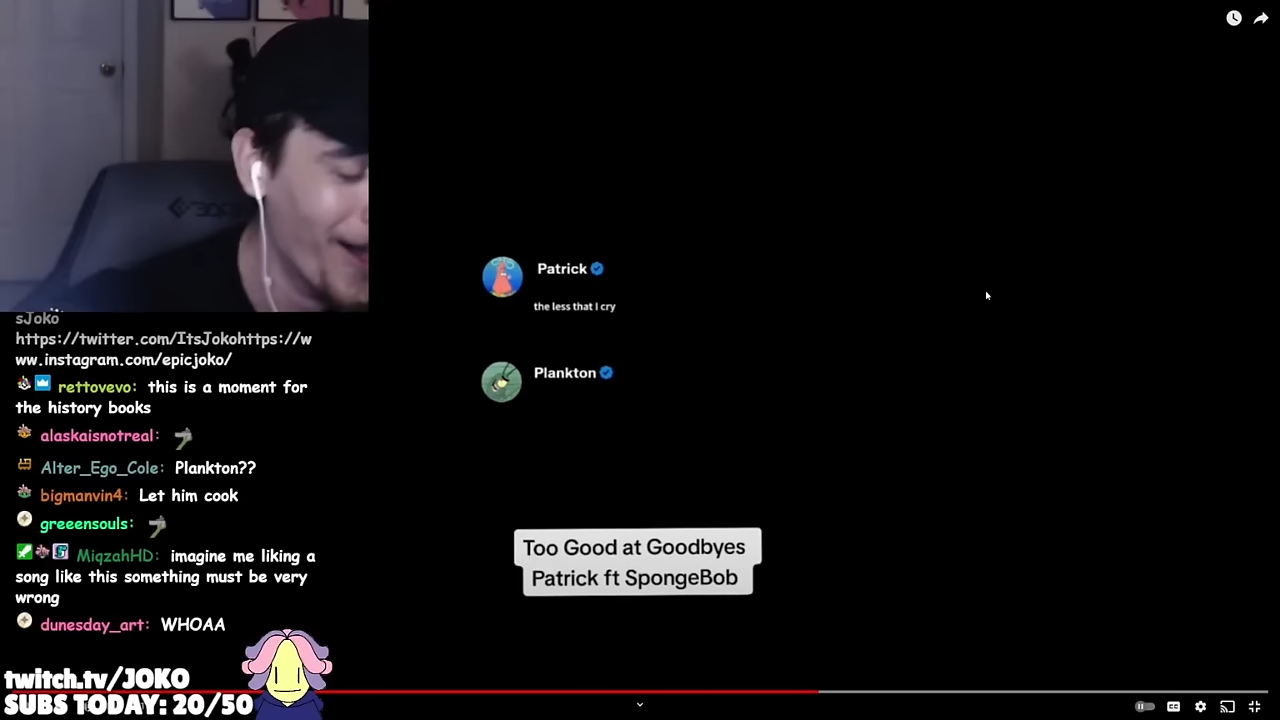 Patrick
the less that I cry
Plankton
Too Good at Goodbyes
Patrick ft SpongeBob
sJoko
https://twitter.com/ItsJokohttps://w
ww.instagram.com/epicjoko/
rettovevo: this is a moment for
the history books
alaskaisnotreal:
Alter_Ego_Cole: Plankton??
bigmanvin4: Let him cook
greeensouls:
MiqzahHD: imagine me liking a
song like this something must be very
wrong
dunesday_art: WHOAA
twitch.tv/JOKO
SUBS TODAY: 20/50